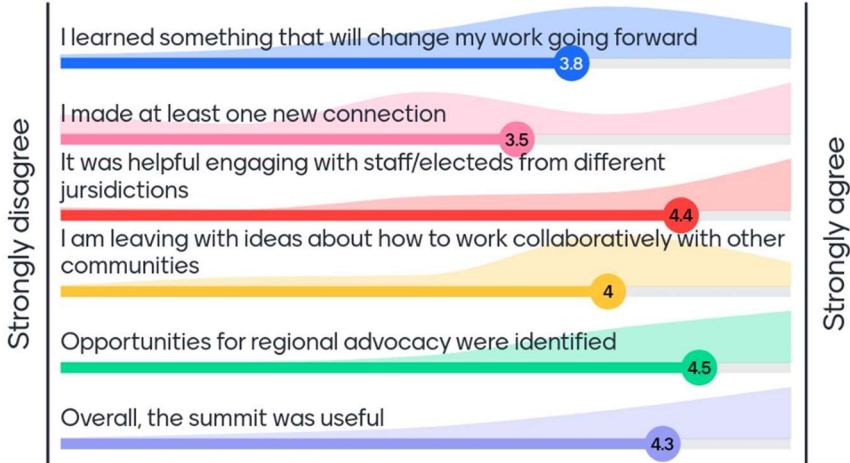 Strongly disagree
I learned something that will change my work going forward
3.8
I made at least one new connection
3.5
It was helpful engaging with staff/electeds from different
jursidictions
4.4
I am leaving with ideas about how to work collaboratively with other
communities
4
Opportunities for regional advocacy were identified
4.5
Overall, the summit was useful
4.3
Strongly agree